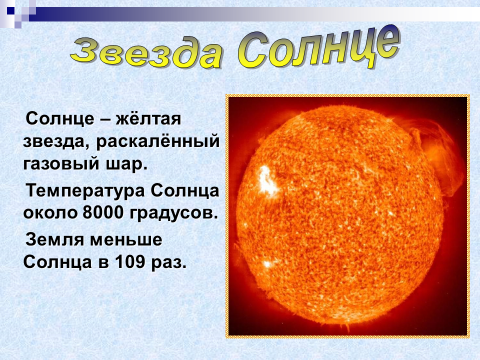 Звезда Солнце
Солнце – жёлтая
звезда, раскалённый
газовый шар.
Температура Солнца
около 8000 градусов.
Земля меньше
Солнца в 109 раз.